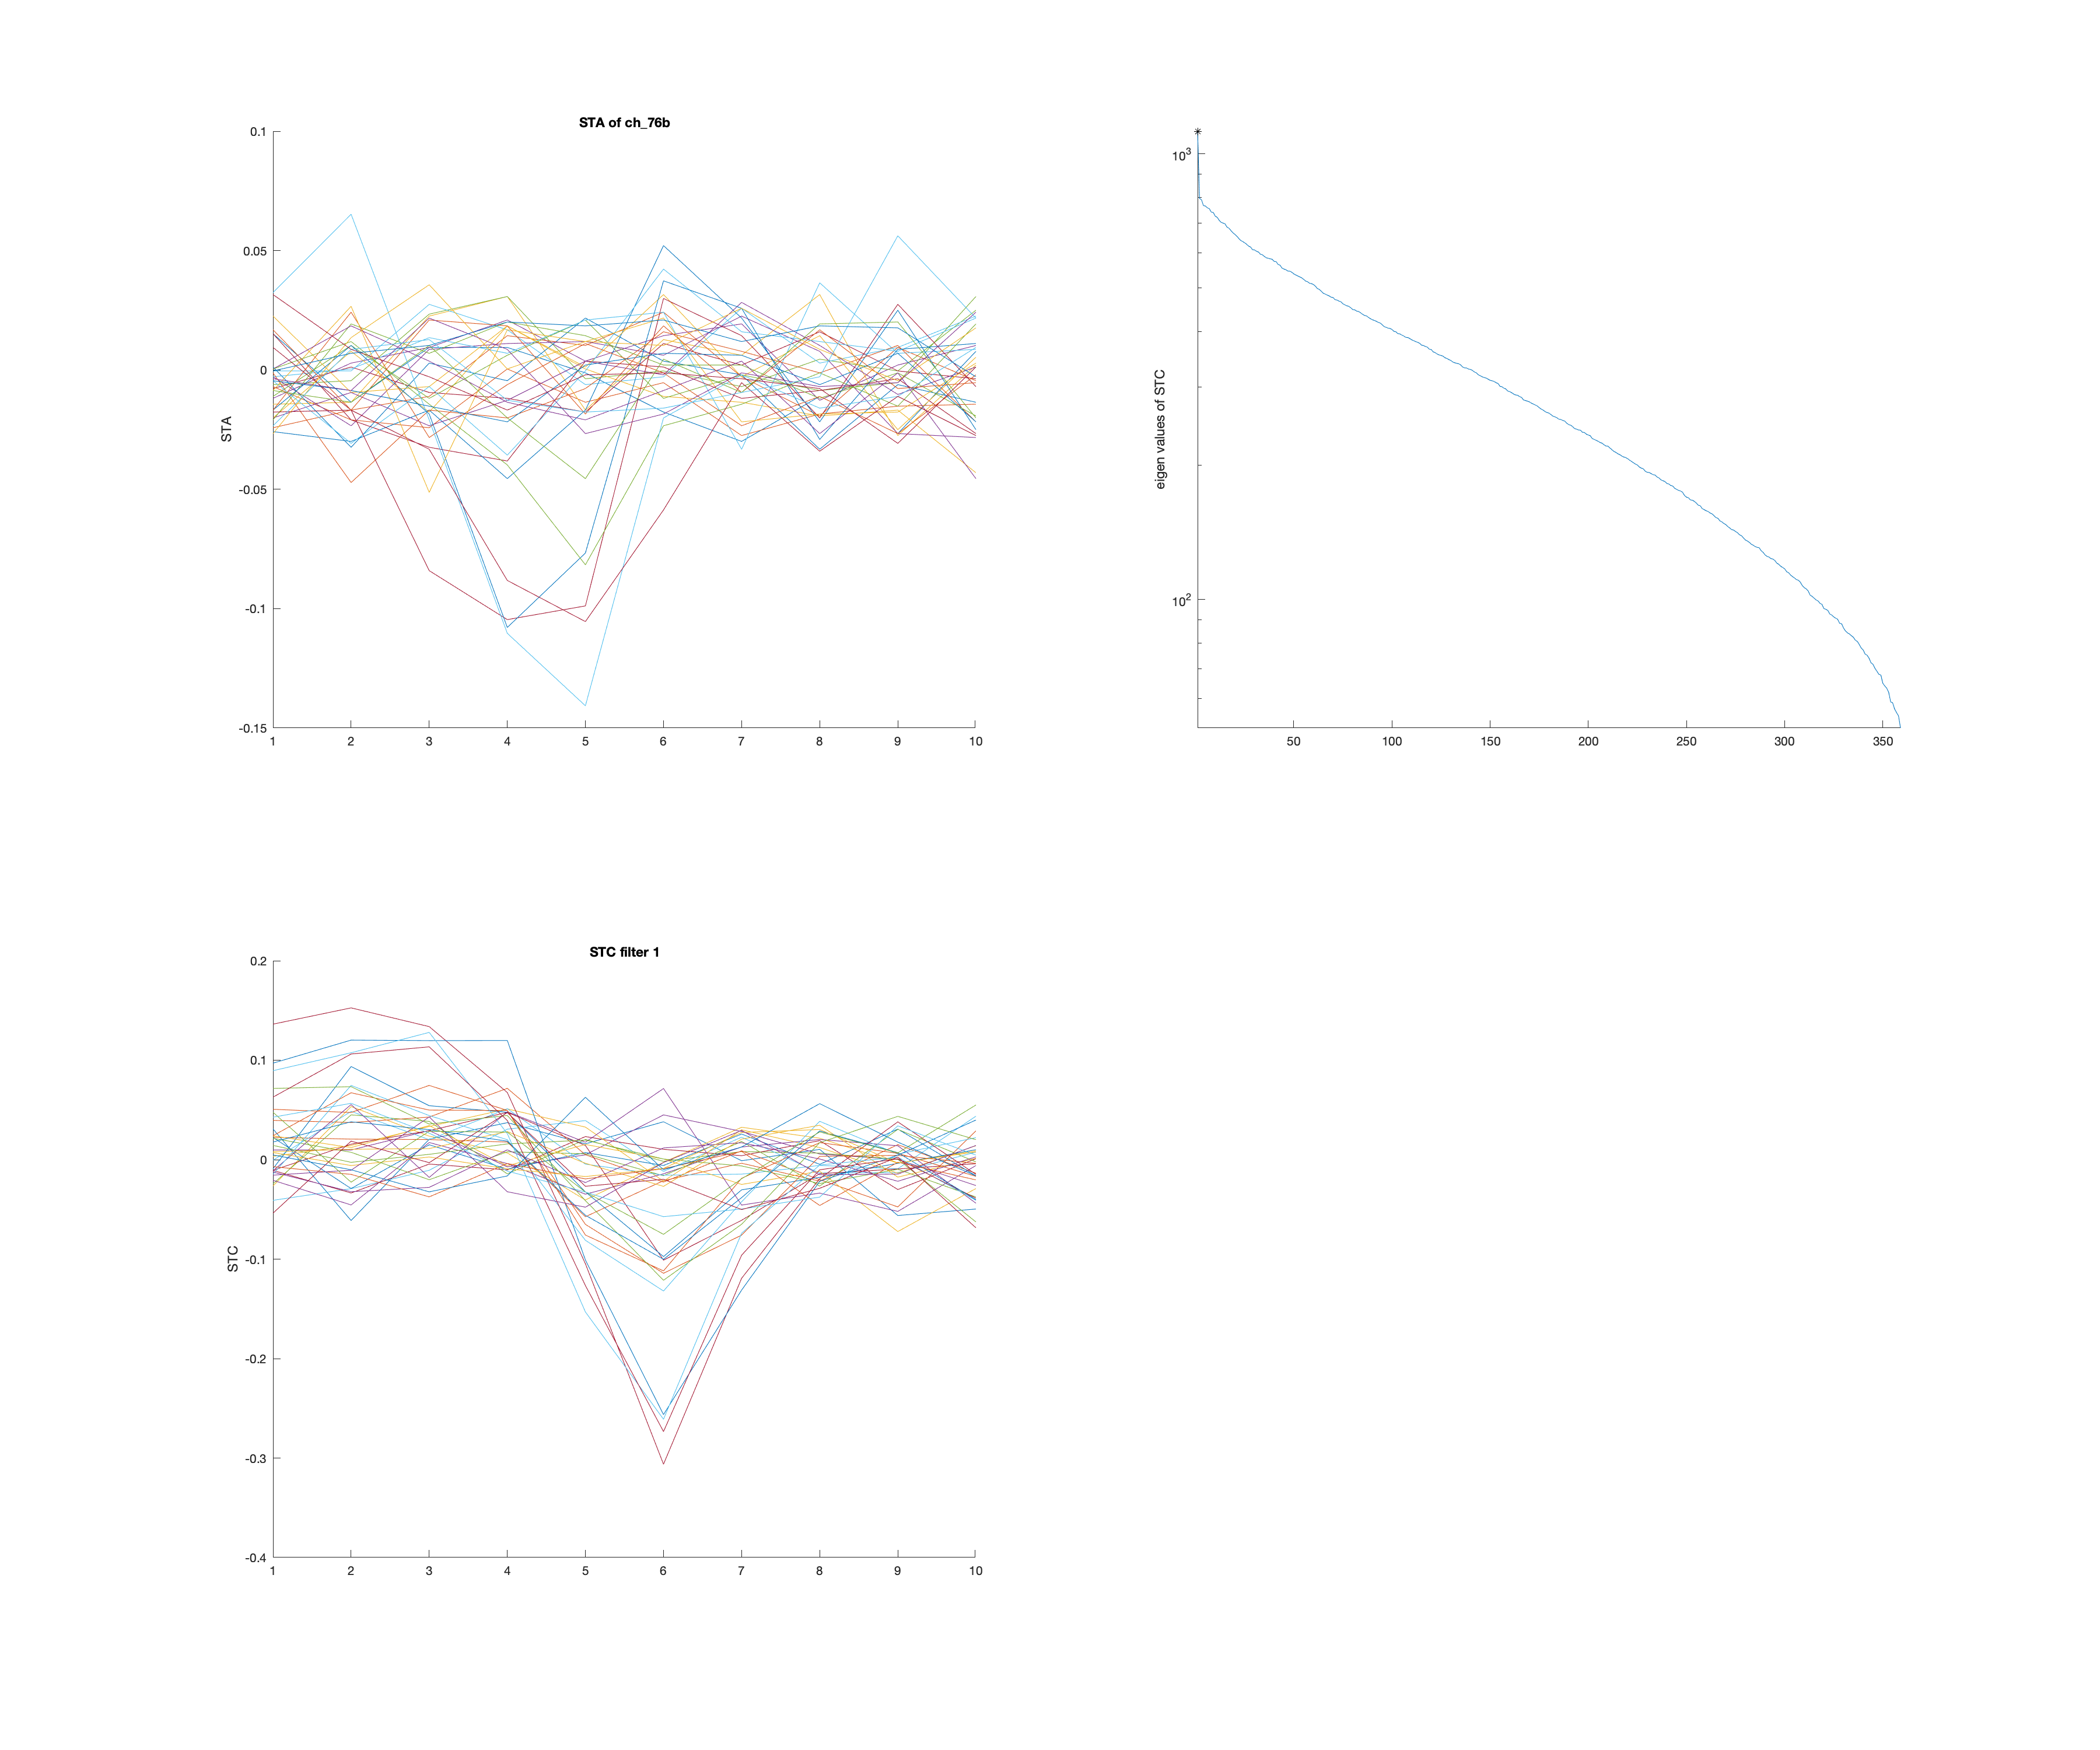 STA of ch_76b
0.1
0.05
0
-0.05
-0.1
-0.15
STA
1 2 3 4 5 6 7 8 9 10
10^3
10^2
eigen values of STC
50 100 150 200 250 300 350
STC filter 1
0.2
0.1
0
-0.1
-0.2
-0.3
-0.4
STC
1 2 3 4 5 6 7 8 9 10